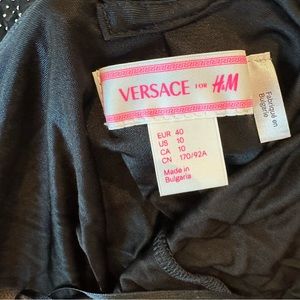 VERSACE FOR H&M
EUR 40
US 10
CA 10
CN 170/92A
Made in
Bulgaria
Fabriqué en
Bulgarie